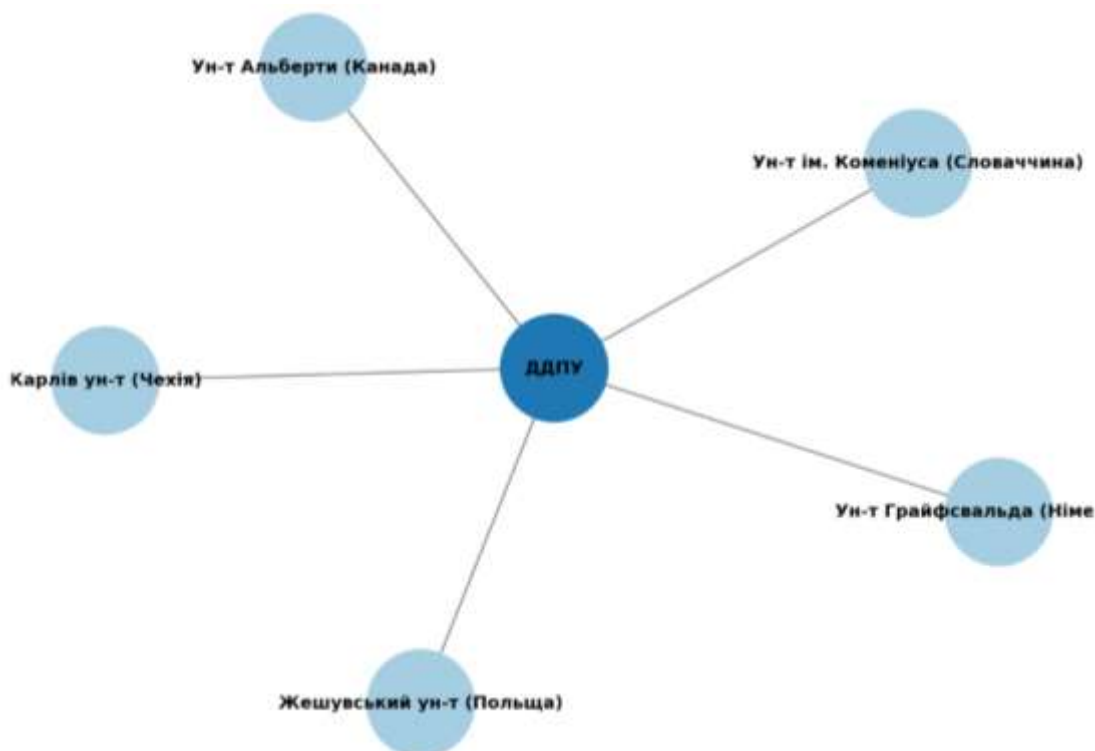 Ун-т Альберти (Канада)
Ун-т ім. Коменіуса (Словаччина)
ДДПУ
Карлів ун-т (Чехія)
Ун-т Грайфсвальда (Німе
Жешувський ун-т (Польща)